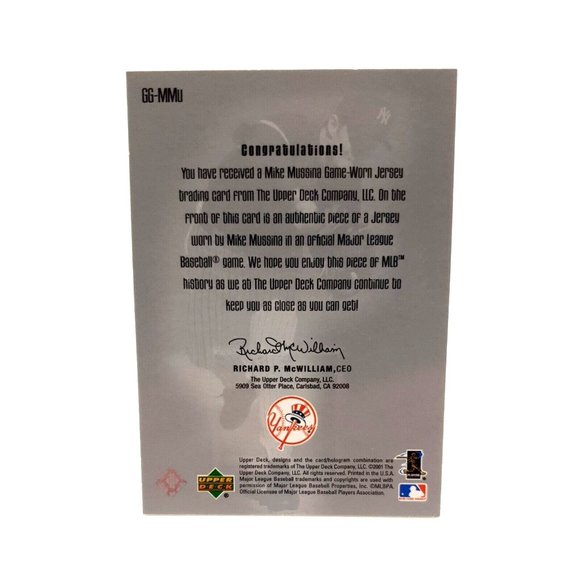 GG-MMu
Congratulations!
You have received a Mike Mussina Game-Worn Jersey
trading card from The Upper Deck Company, LLC. On the
front of this card is an authentic piece of a Jersey
worn by Mike Mussina in an official Major League
Baseball® game. We hope you enjoy this piece of MLB™
history as we at The Upper Deck Company continue to
keep you as close as you can get!
Richard P. McWilliam
RICHARD P. McWILLIAM, CEO
The Upper Deck Company, LLC.
5909 Sea Otter Place, Carlsbad, CA 92008
Yankees
Upper Deck, designs and the card/hologram combination are
registered trademarks of The Upper Deck Company, LLC. ©2001 The
Upper Deck Company, LLC. All rights reserved. Printed in the U.S.A.
Major League Baseball trademarks and copyrights are used with
permission of Major League Baseball Properties, Inc. ©MLBPA.
Official Licensee of Major League Baseball Players Association.
UPPER
DECK